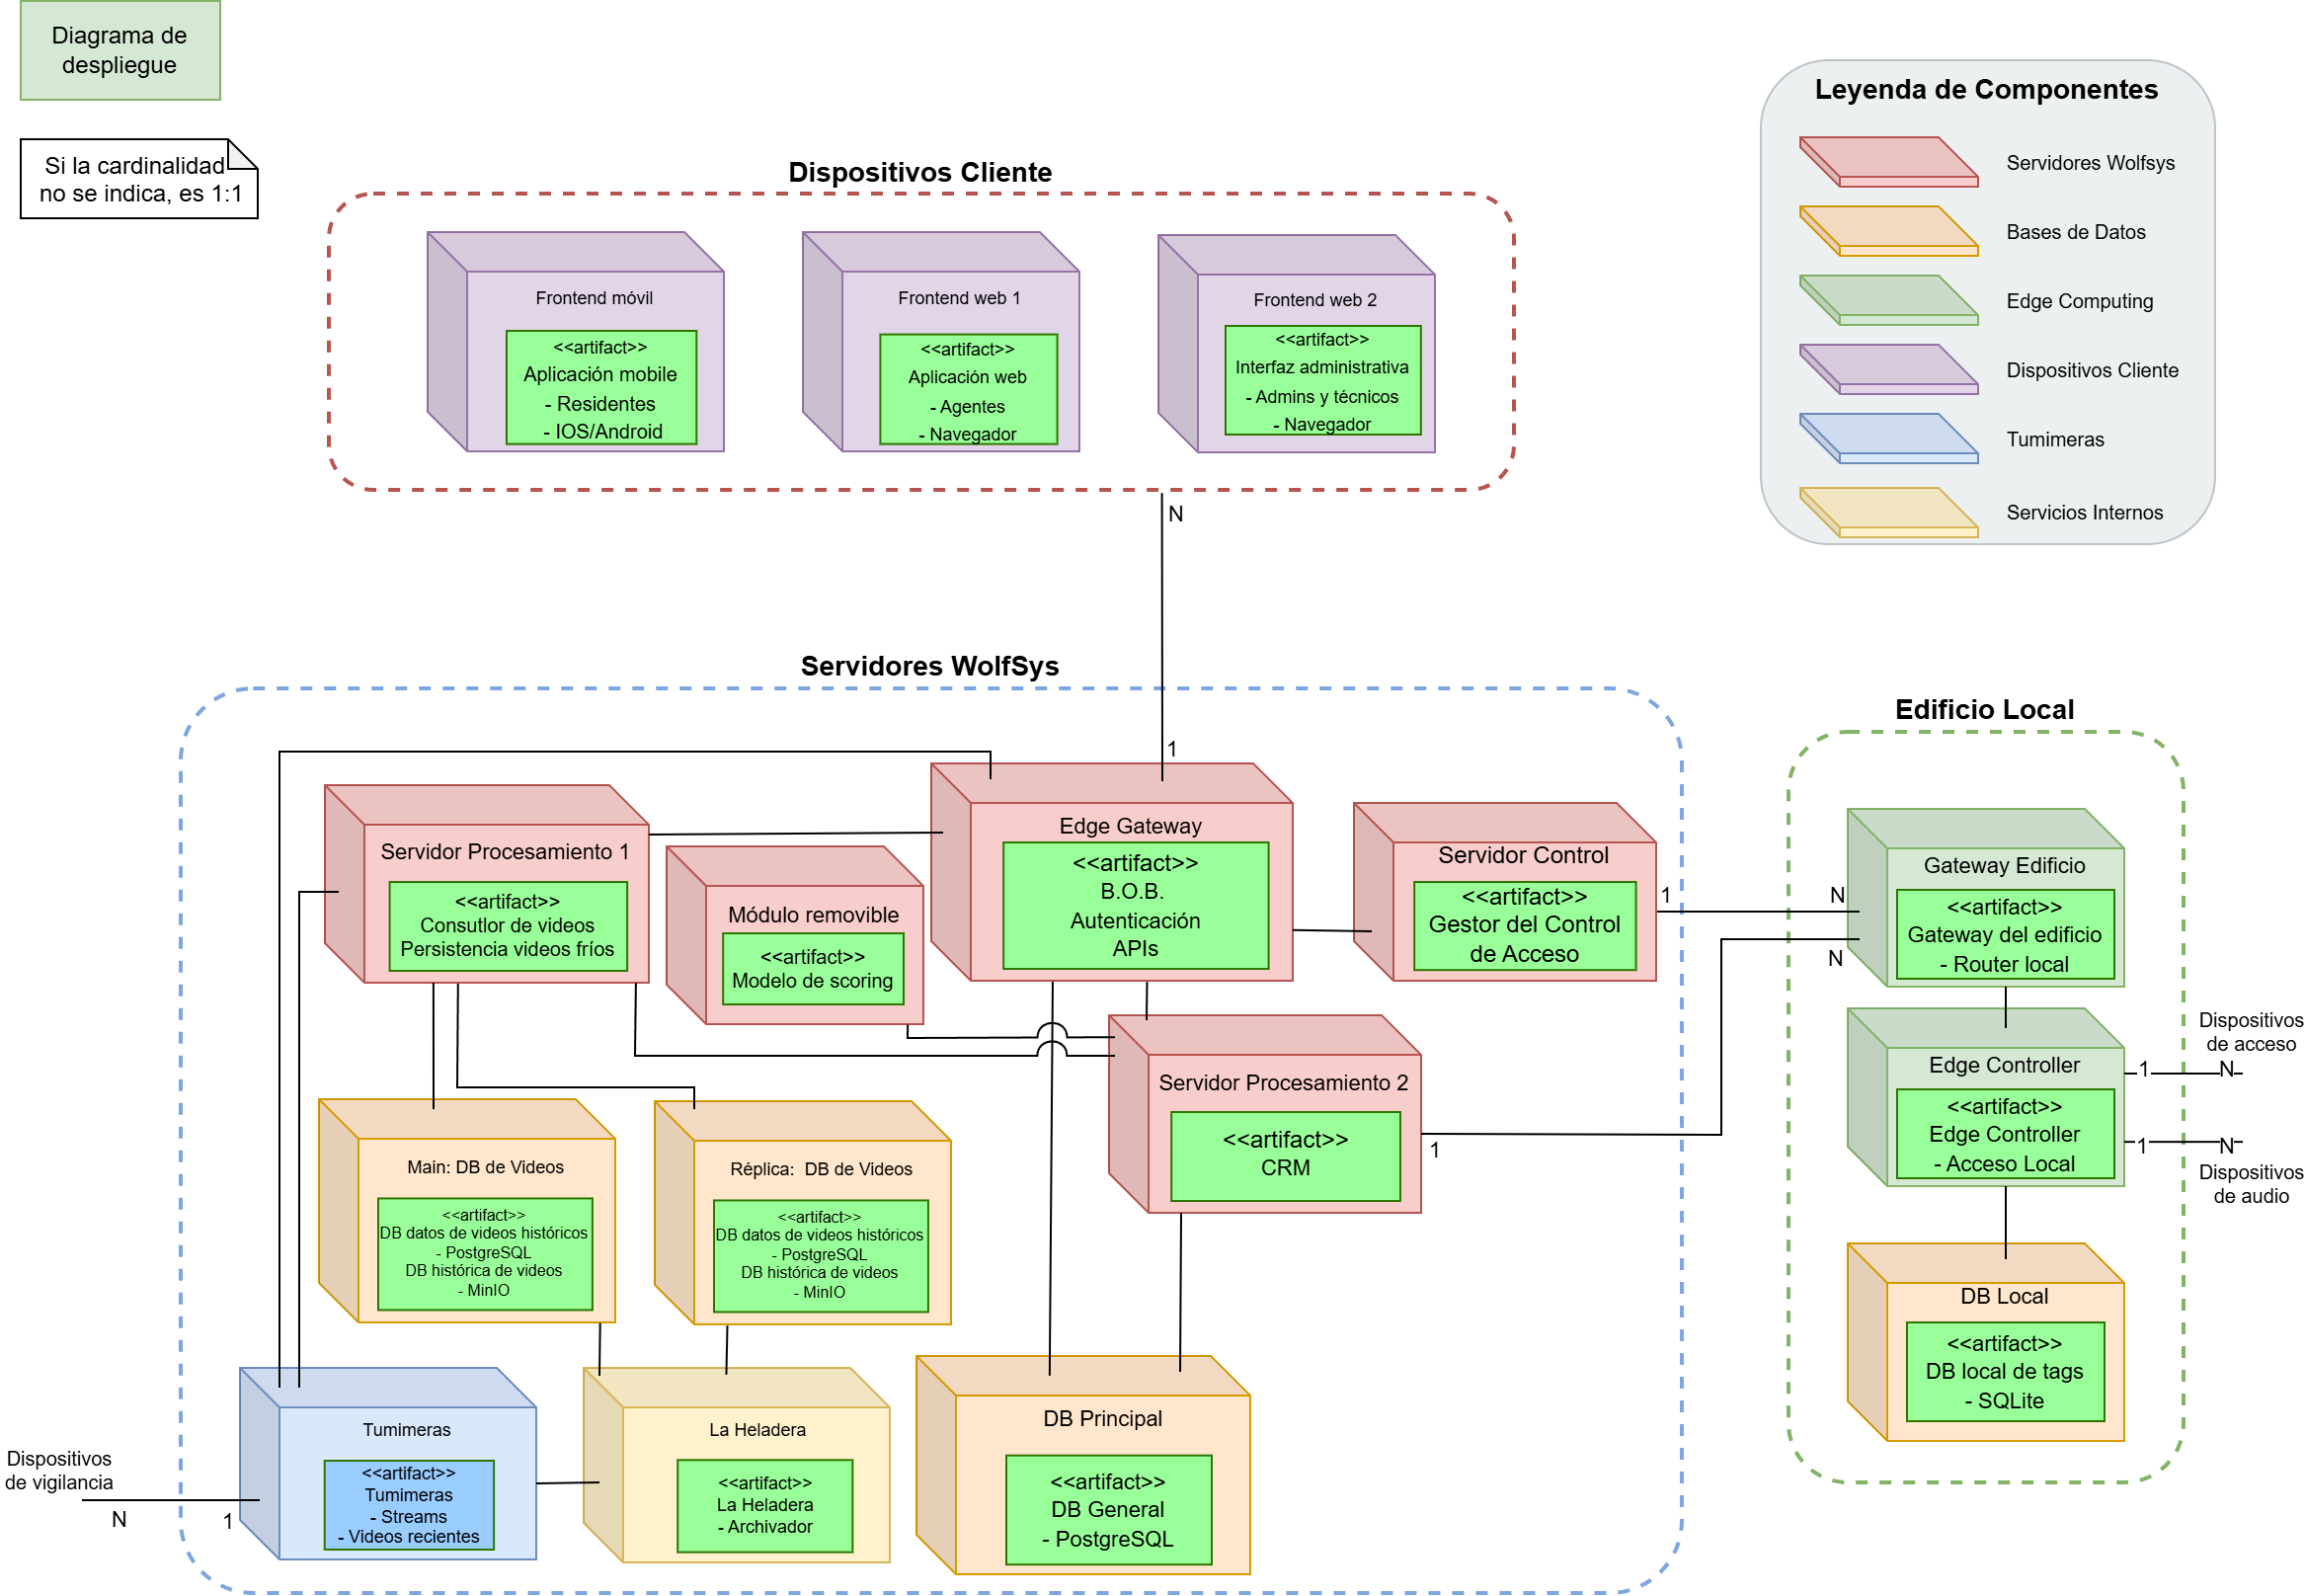 Diagrama de
despliegue
Si la cardinalidad
no se indica, es 1:1
Leyenda de Componentes
Servidores Wolfsys
Bases de Datos
Edge Computing
Dispositivos Cliente
Tumimeras
Servicios Internos
Dispositivos Cliente
Frontend móvil
<<artifact>>
Aplicación mobile
- Residentes
- IOS/Android
Frontend web 1
<<artifact>>
Aplicación web
- Agentes
- Navegador
Frontend web 2
<<artifact>>
Interfaz administrativa
- Admins y técnicos
- Navegador
N
1
Servidores WolfSys
Servidor Procesamiento 1
<<artifact>>
Consutlor de videos
Persistencia videos fríos
Módulo removible
<<artifact>>
Modelo de scoring
Edge Gateway
<<artifact>>
B.O.B.
Autenticación
APIs
Servidor Control
<<artifact>>
Gestor del Control
de Acceso
1
N
N
1
Servidor Procesamiento 2
<<artifact>>
CRM
Main: DB de Videos
<<artifact>>
DB datos de videos históricos
- PostgreSQL
DB histórica de videos
- MinIO
Réplica:  DB de Videos
<<artifact>>
DB datos de videos históricos
- PostgreSQL
DB histórica de videos
- MinIO
Tumimeras
<<artifact>>
Tumimeras
- Streams
- Videos recientes
Dispositivos
de vigilancia
N
1
La Heladera
<<artifact>>
La Heladera
- Archivador
DB Principal
<<artifact>>
DB General
- PostgreSQL
Edificio Local
Gateway Edificio
<<artifact>>
Gateway del edificio
- Router local
Edge Controller
<<artifact>>
Edge Controller
- Acceso Local
Dispositivos
de acceso
1
N
1
N
Dispositivos
de audio
DB Local
<<artifact>>
DB local de tags
- SQLite